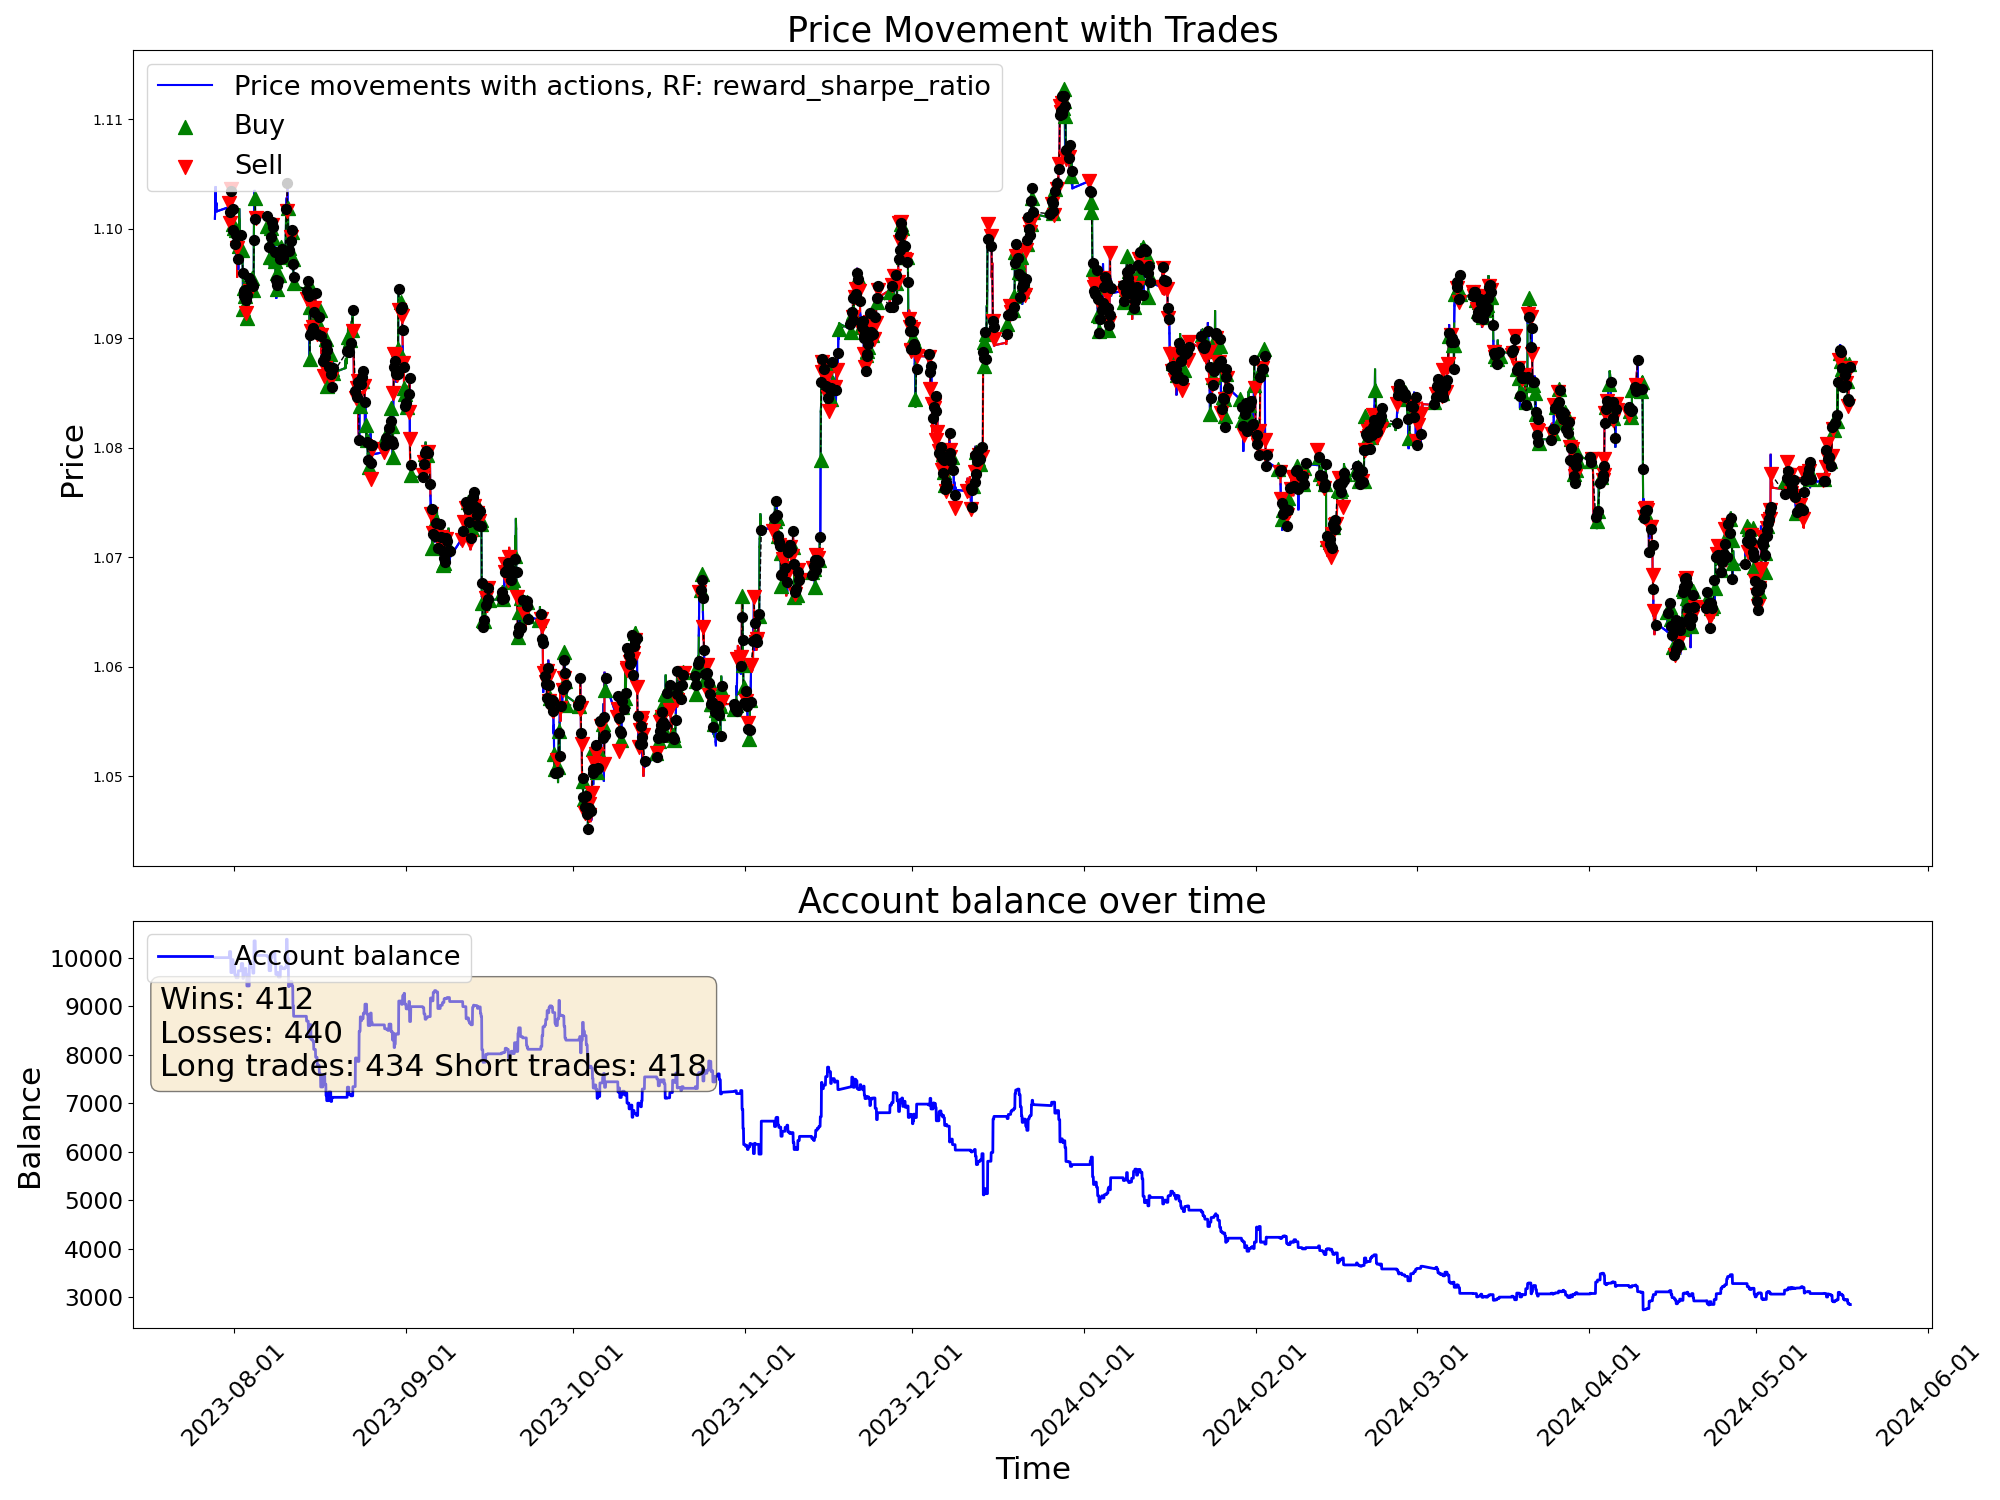 Price Movement with Trades
Price movements with actions, RF: reward_sharpe_ratio
Buy
Sell
Price
1.11
1.10
1.09
1.08
1.07
1.06
1.05
Account balance over time
Account balance
Wins: 412
Losses: 440
Long trades: 434 Short trades: 418
Balance
10000
9000
8000
7000
6000
5000
4000
3000
2023-08-01
2023-09-01
2023-10-01
2023-11-01
2023-12-01
2024-01-01
2024-02-01
2024-03-01
2024-04-01
2024-05-01
2024-06-01
Time